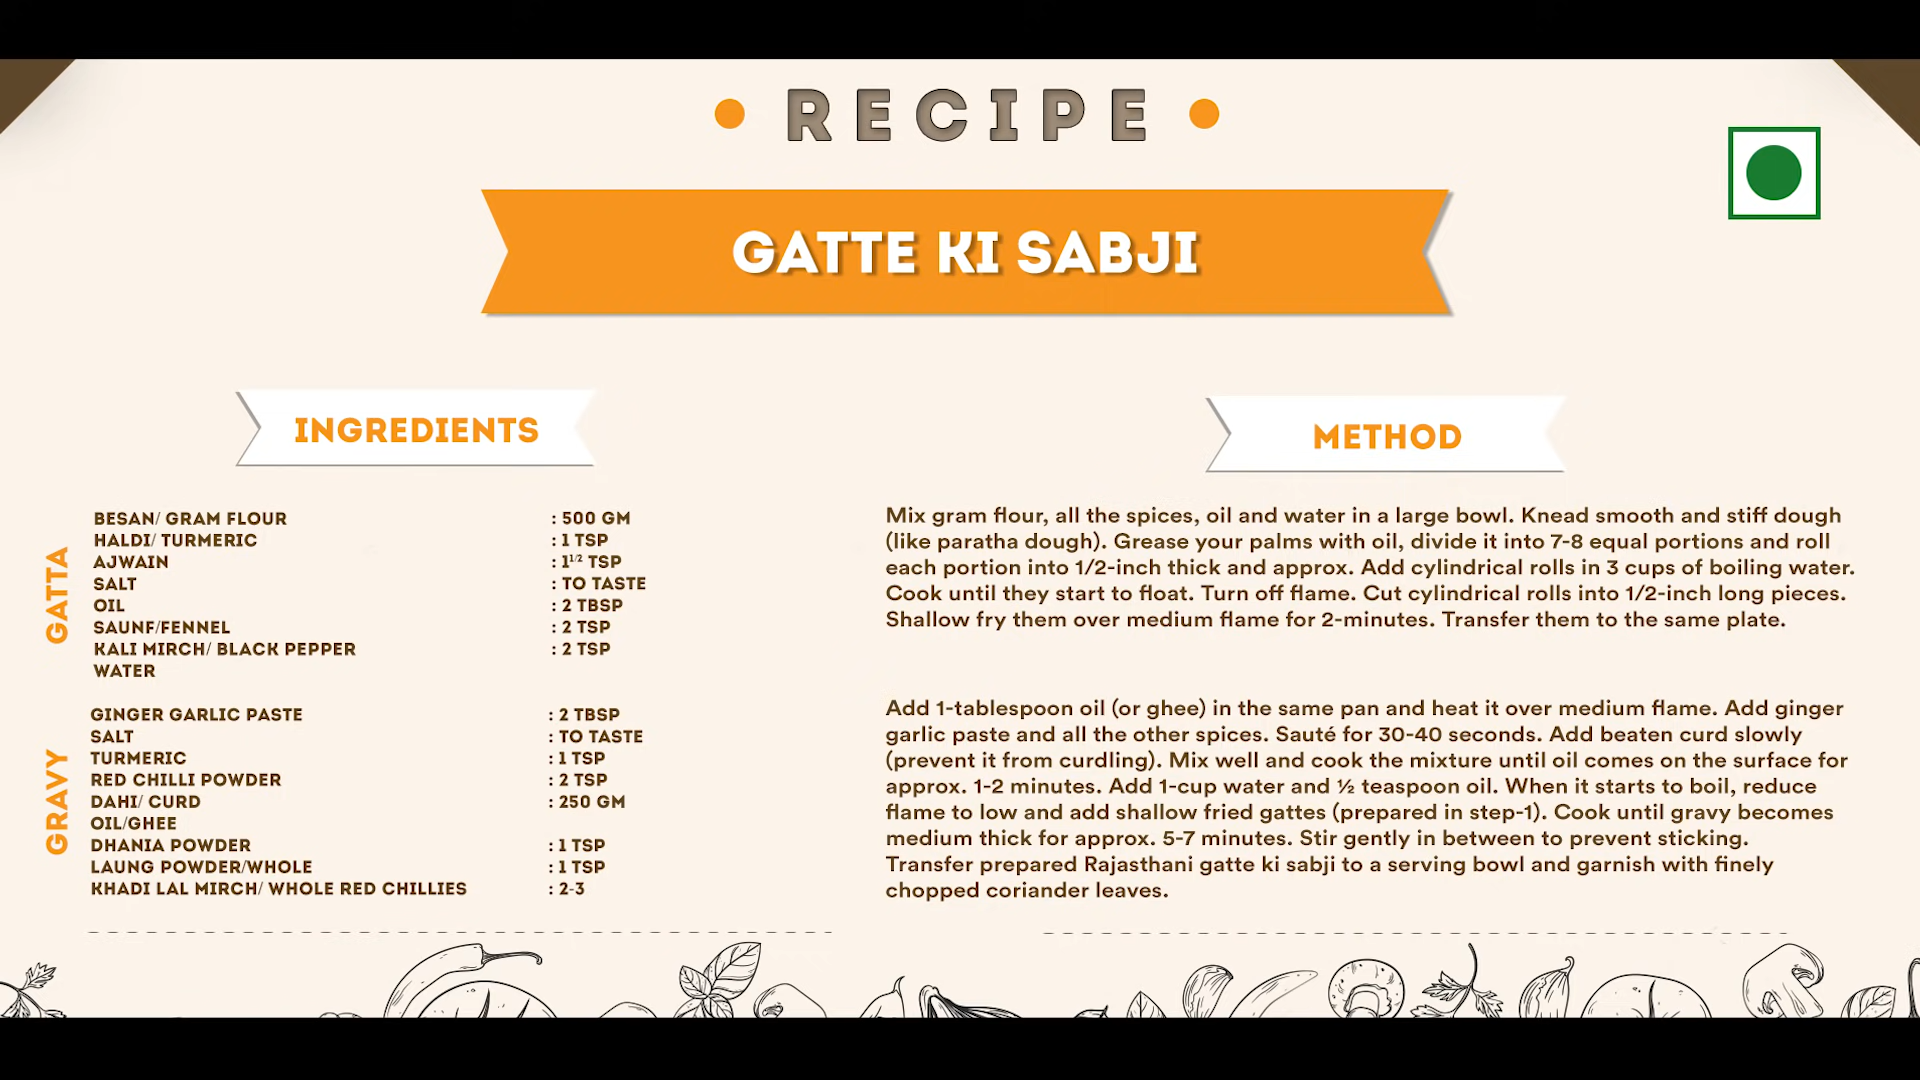 RECIPE
GATTE KI SABJI
INGREDIENTS
GATTA
BESAN/ GRAM FLOUR : 500 GM
HALDI/ TURMERIC : 1 TSP
AJWAIN : 1 1/2 TSP
SALT : TO TASTE
OIL : 2 TBSP
SAUNF/FENNEL : 2 TSP
KALI MIRCH/ BLACK PEPPER : 2 TSP
WATER
GRAVY
GINGER GARLIC PASTE : 2 TBSP
SALT : TO TASTE
TURMERIC : 1 TSP
RED CHILLI POWDER : 2 TSP
DAHI/ CURD : 250 GM
OIL/GHEE
DHANIA POWDER : 1 TSP
LAUNG POWDER/WHOLE : 1 TSP
KHADI LAL MIRCH/ WHOLE RED CHILLIES : 2-3
METHOD
Mix gram flour, all the spices, oil and water in a large bowl. Knead smooth and stiff dough
(like paratha dough). Grease your palms with oil, divide it into 7-8 equal portions and roll
each portion into 1/2-inch thick and approx. Add cylindrical rolls in 3 cups of boiling water.
Cook until they start to float. Turn off flame. Cut cylindrical rolls into 1/2-inch long pieces.
Shallow fry them over medium flame for 2-minutes. Transfer them to the same plate.
Add 1-tablespoon oil (or ghee) in the same pan and heat it over medium flame. Add ginger
garlic paste and all the other spices. Sauté for 30-40 seconds. Add beaten curd slowly
(prevent it from curdling). Mix well and cook the mixture until oil comes on the surface for
approx. 1-2 minutes. Add 1-cup water and ½ teaspoon oil. When it starts to boil, reduce
flame to low and add shallow fried gattes (prepared in step-1). Cook until gravy becomes
medium thick for approx. 5-7 minutes. Stir gently in between to prevent sticking.
Transfer prepared Rajasthani gatte ki sabji to a serving bowl and garnish with finely
chopped coriander leaves.